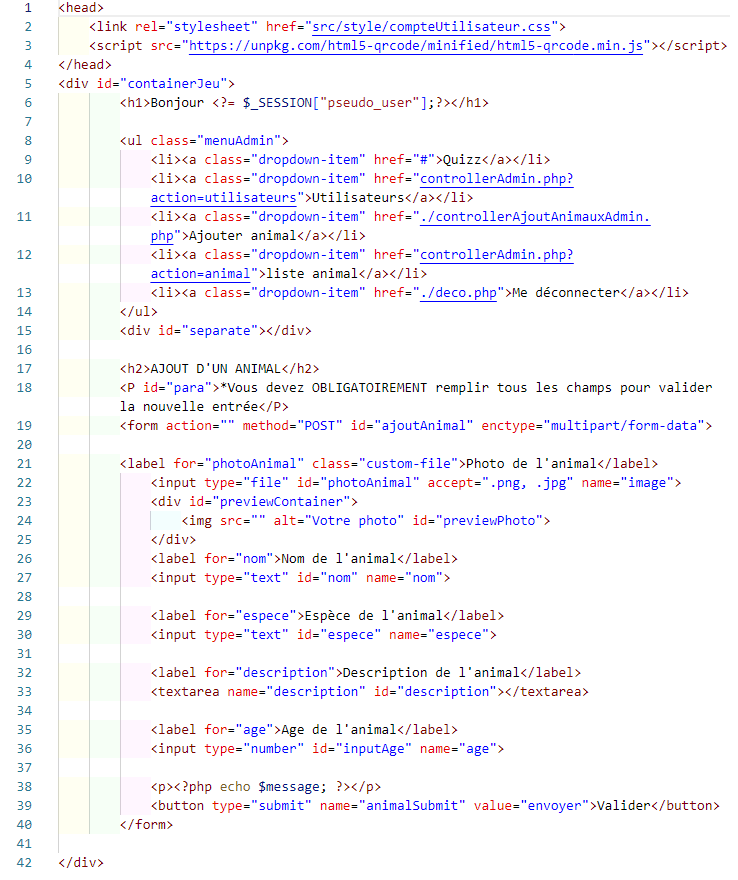 1 <head>
2 <link rel="stylesheet" href="src/style/compteUtilisateur.css">
3 <script src="https://unpkg.com/html5-qrcode/minified/html5-qrcode.min.js"></script>
4 </head>
5 <div id="containerJeu">
6 <h1>Bonjour <?= $_SESSION["pseudo_user"];?></h1>
7
8 <ul class="menuAdmin">
9 <li><a class="dropdown-item" href="#">Quizz</a></li>
10 <li><a class="dropdown-item" href="controllerAdmin.php?
action=utilisateurs">Utilisateurs</a></li>
11 <li><a class="dropdown-item" href="./controllerAjoutAnimauxAdmin.
php">Ajouter animal</a></li>
12 <li><a class="dropdown-item" href="controllerAdmin.php?
action=animal">liste animal</a></li>
13 <li><a class="dropdown-item" href="./deco.php">Me déconnecter</a></li>
14 </ul>
15 <div id="separate"></div>
16
17 <h2>AJOUT D'UN ANIMAL</h2>
18 <P id="para">*Vous devez OBLIGATOIREMENT remplir tous les champs pour valider
la nouvelle entrée</P>
19 <form action="" method="POST" id="ajoutAnimal" enctype="multipart/form-data">
20
21 <label for="photoAnimal" class="custom-file">Photo de l'animal</label>
22 <input type="file" id="photoAnimal" accept=".png, .jpg" name="image">
23 <div id="previewContainer">
24 <img src="" alt="Votre photo" id="previewPhoto">
25 </div>
26 <label for="nom">Nom de l'animal</label>
27 <input type="text" id="nom" name="nom">
28
29 <label for="espece">Espèce de l'animal</label>
30 <input type="text" id="espece" name="espece">
31
32 <label for="description">Description de l'animal</label>
33 <textarea name="description" id="description"></textarea>
34
35 <label for="age">Age de l'animal</label>
36 <input type="number" id="inputAge" name="age">
37
38 <p><?php echo $message; ?></p>
39 <button type="submit" name="animalSubmit" value="envoyer">Valider</button>
40 </form>
41
42 </div>